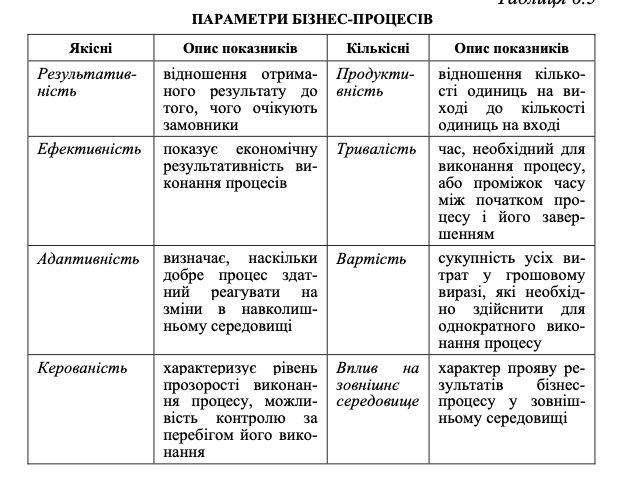 Таблиця 6.3
ПАРАМЕТРИ БІЗНЕС-ПРОЦЕСІВ
Якісні
Опис показників
Кількісні
Опис показників
Результатив-
ність
відношення отрима-
ного результату до
того, чого очікують
замовники
Продукти-
вність
відношення кілько-
сті одиниць на ви-
ході до кількості
одиниць на вході
Ефективність
показує економічну
результативність ви-
конання процесів
Тривалість
час, необхідний для
виконання процесу,
або проміжок часу
між початком про-
цесу і його завер-
шенням
Адаптивність
визначає, наскільки
добре процес здат-
ний реагувати на
зміни в навколиш-
ньому середовищі
Вартість
сукупність усіх ви-
трат у грошовому
виразі, які необхід-
но здійснити для
однократного вико-
нання процесу
Керованість
характеризує рівень
прозорості виконан-
ня процесу, можли-
вість контролю за
перебігом його вико-
нання
Вплив на
зовнішнє
середовище
характер прояву ре-
зультатів бізнес-
процесу у зовніш-
ньому середовищі